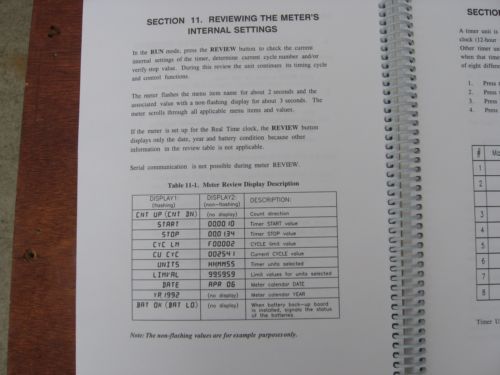 SECTION 11. REVIEWING THE METER'S
INTERNAL SETTINGS
In the RUN mode, press the REVIEW button to check the current
internal settings of the timer, determine current cycle number and/or
verify stop value. During this review the unit continues its timing cycle
and control functions.
The meter flashes the menu item name for about 2 seconds and the
associated value with a non-flashing display for about 3 seconds. The
meter scrolls through all applicable menu items and values.
If the meter is set up for the Real Time clock, the REVIEW button
displays only the date, year and battery condition because other
information in the review table is not applicable.
Serial communication is not possible during meter REVIEW.
Table 11-1. Meter Review Display Description
DISPLAY1: DISPLAY2: DESCRIPTION:
(flashing) (non-flashing)
CNT UP (CNT DN) (no display) Count direction
START 000010 Timer START value
STOP 000134 Timer STOP value
CYC LM F00002 CYCLE limit value
CU CYC 002541 Current CYCLE value
UNITS HHMMSS Timer units selected
LIMVAL 995959 Limit values for units selected
DATE APR 06 Meter calendar DATE
YR 1992 (no display) Meter calendar YEAR
BAT OK (BAT LO) (no display) When battery back-up board
is installed, signals the status
of the batteries
Note: The non-flashing values are for example purposes only.
SECTION
A timer unit is
clock (12-hour
Other timer un
when that time
of eight differe
1. Press
2. Press
3. Press
4. Press
# Mo
1
2
3
4
5
6
7
8
Timer U